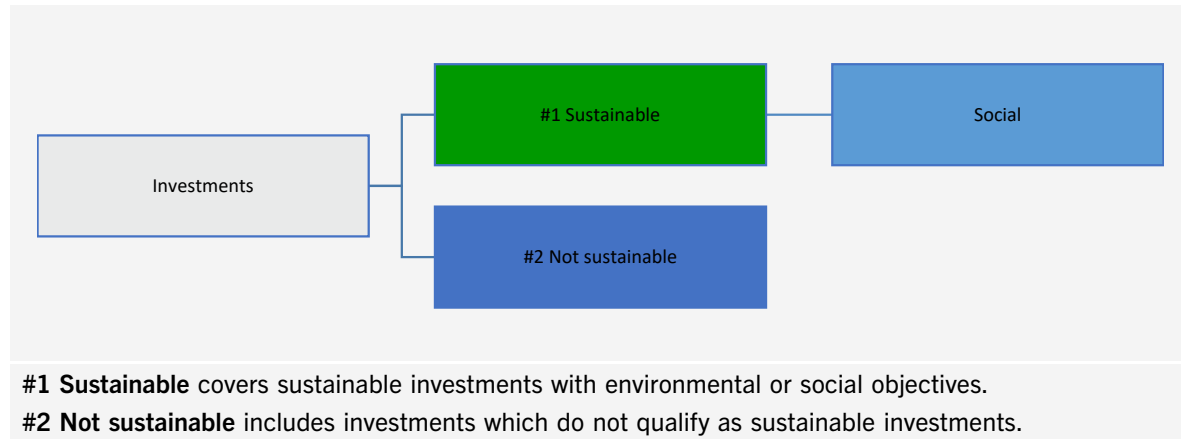 #1 Sustainable
Social
Investments
#2 Not sustainable
#1 Sustainable covers sustainable investments with environmental or social objectives.
#2 Not sustainable includes investments which do not qualify as sustainable investments.